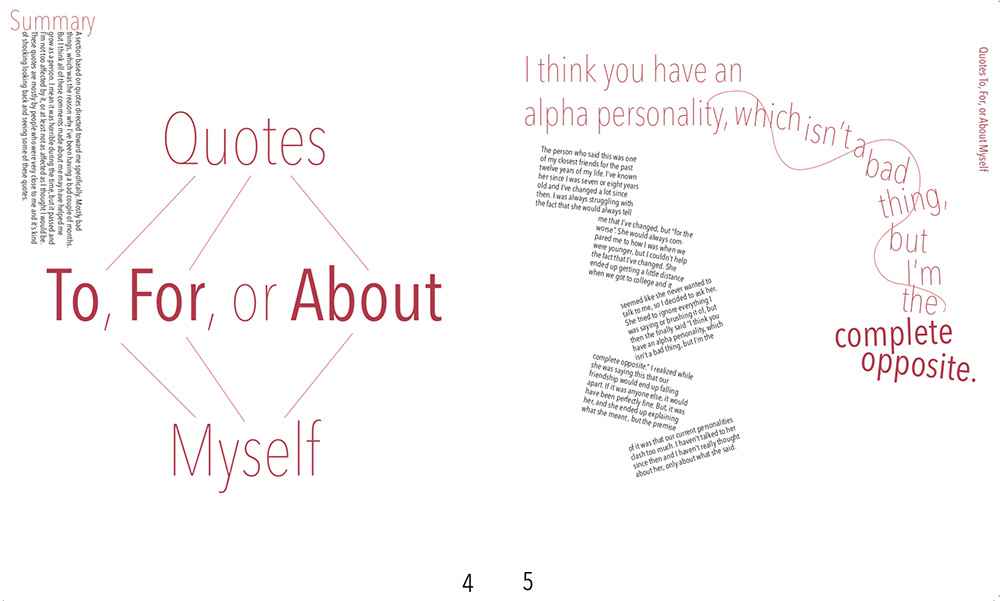 Summary
A section based on quotes directed toward me specifically. Mostly bad
things, which was the reason why I've been having a bad couple of months.
But I think all of these comments made about me may have helped me
grow as a person. I mean it was horrible during the time, but it passed and
I'm not too affected by it, or at least not as affected as I thought I would be.
These quotes are mostly by people who were very close to me and it's kind
of shocking looking back and seeing some of these quotes.
Quotes
To, For, or About
Myself
4
I think you have an
alpha personality, which isn't a bad
thing,
but
I'm
the
complete
opposite.
The person who said this was one
of my closest friends for the past
twelve years of my life. I've known
her since I was seven or eight years
old and I've changed a lot since
then. I was always struggling with
the fact that she would always tell
me that I've changed, but "for the
worse". She would always com-
pared me to how I was when we
were younger, but I couldn't help
the fact that I've changed. She
ended up getting a little distance
when we got to college and it
seemed like she never wanted to
talk to me, so I decided to ask her.
She tried to ignore everything I
was saying or brushing it of, but
then she finally said "I think you
have an alpha personality, which
isn't a bad thing, but I'm the
complete opposite." I realized while
she was saying this that our
friendship would end up falling
apart. If it was anyone else, it would
have been perfectly fine. But, it was
her, and she ended up explaining
what she meant , but the premise
of it was that our current personalities
clash too much. I haven't talked to her
since then and I haven't really thought
about her, only about what she said.
Quotes To, For, or About Myself
5